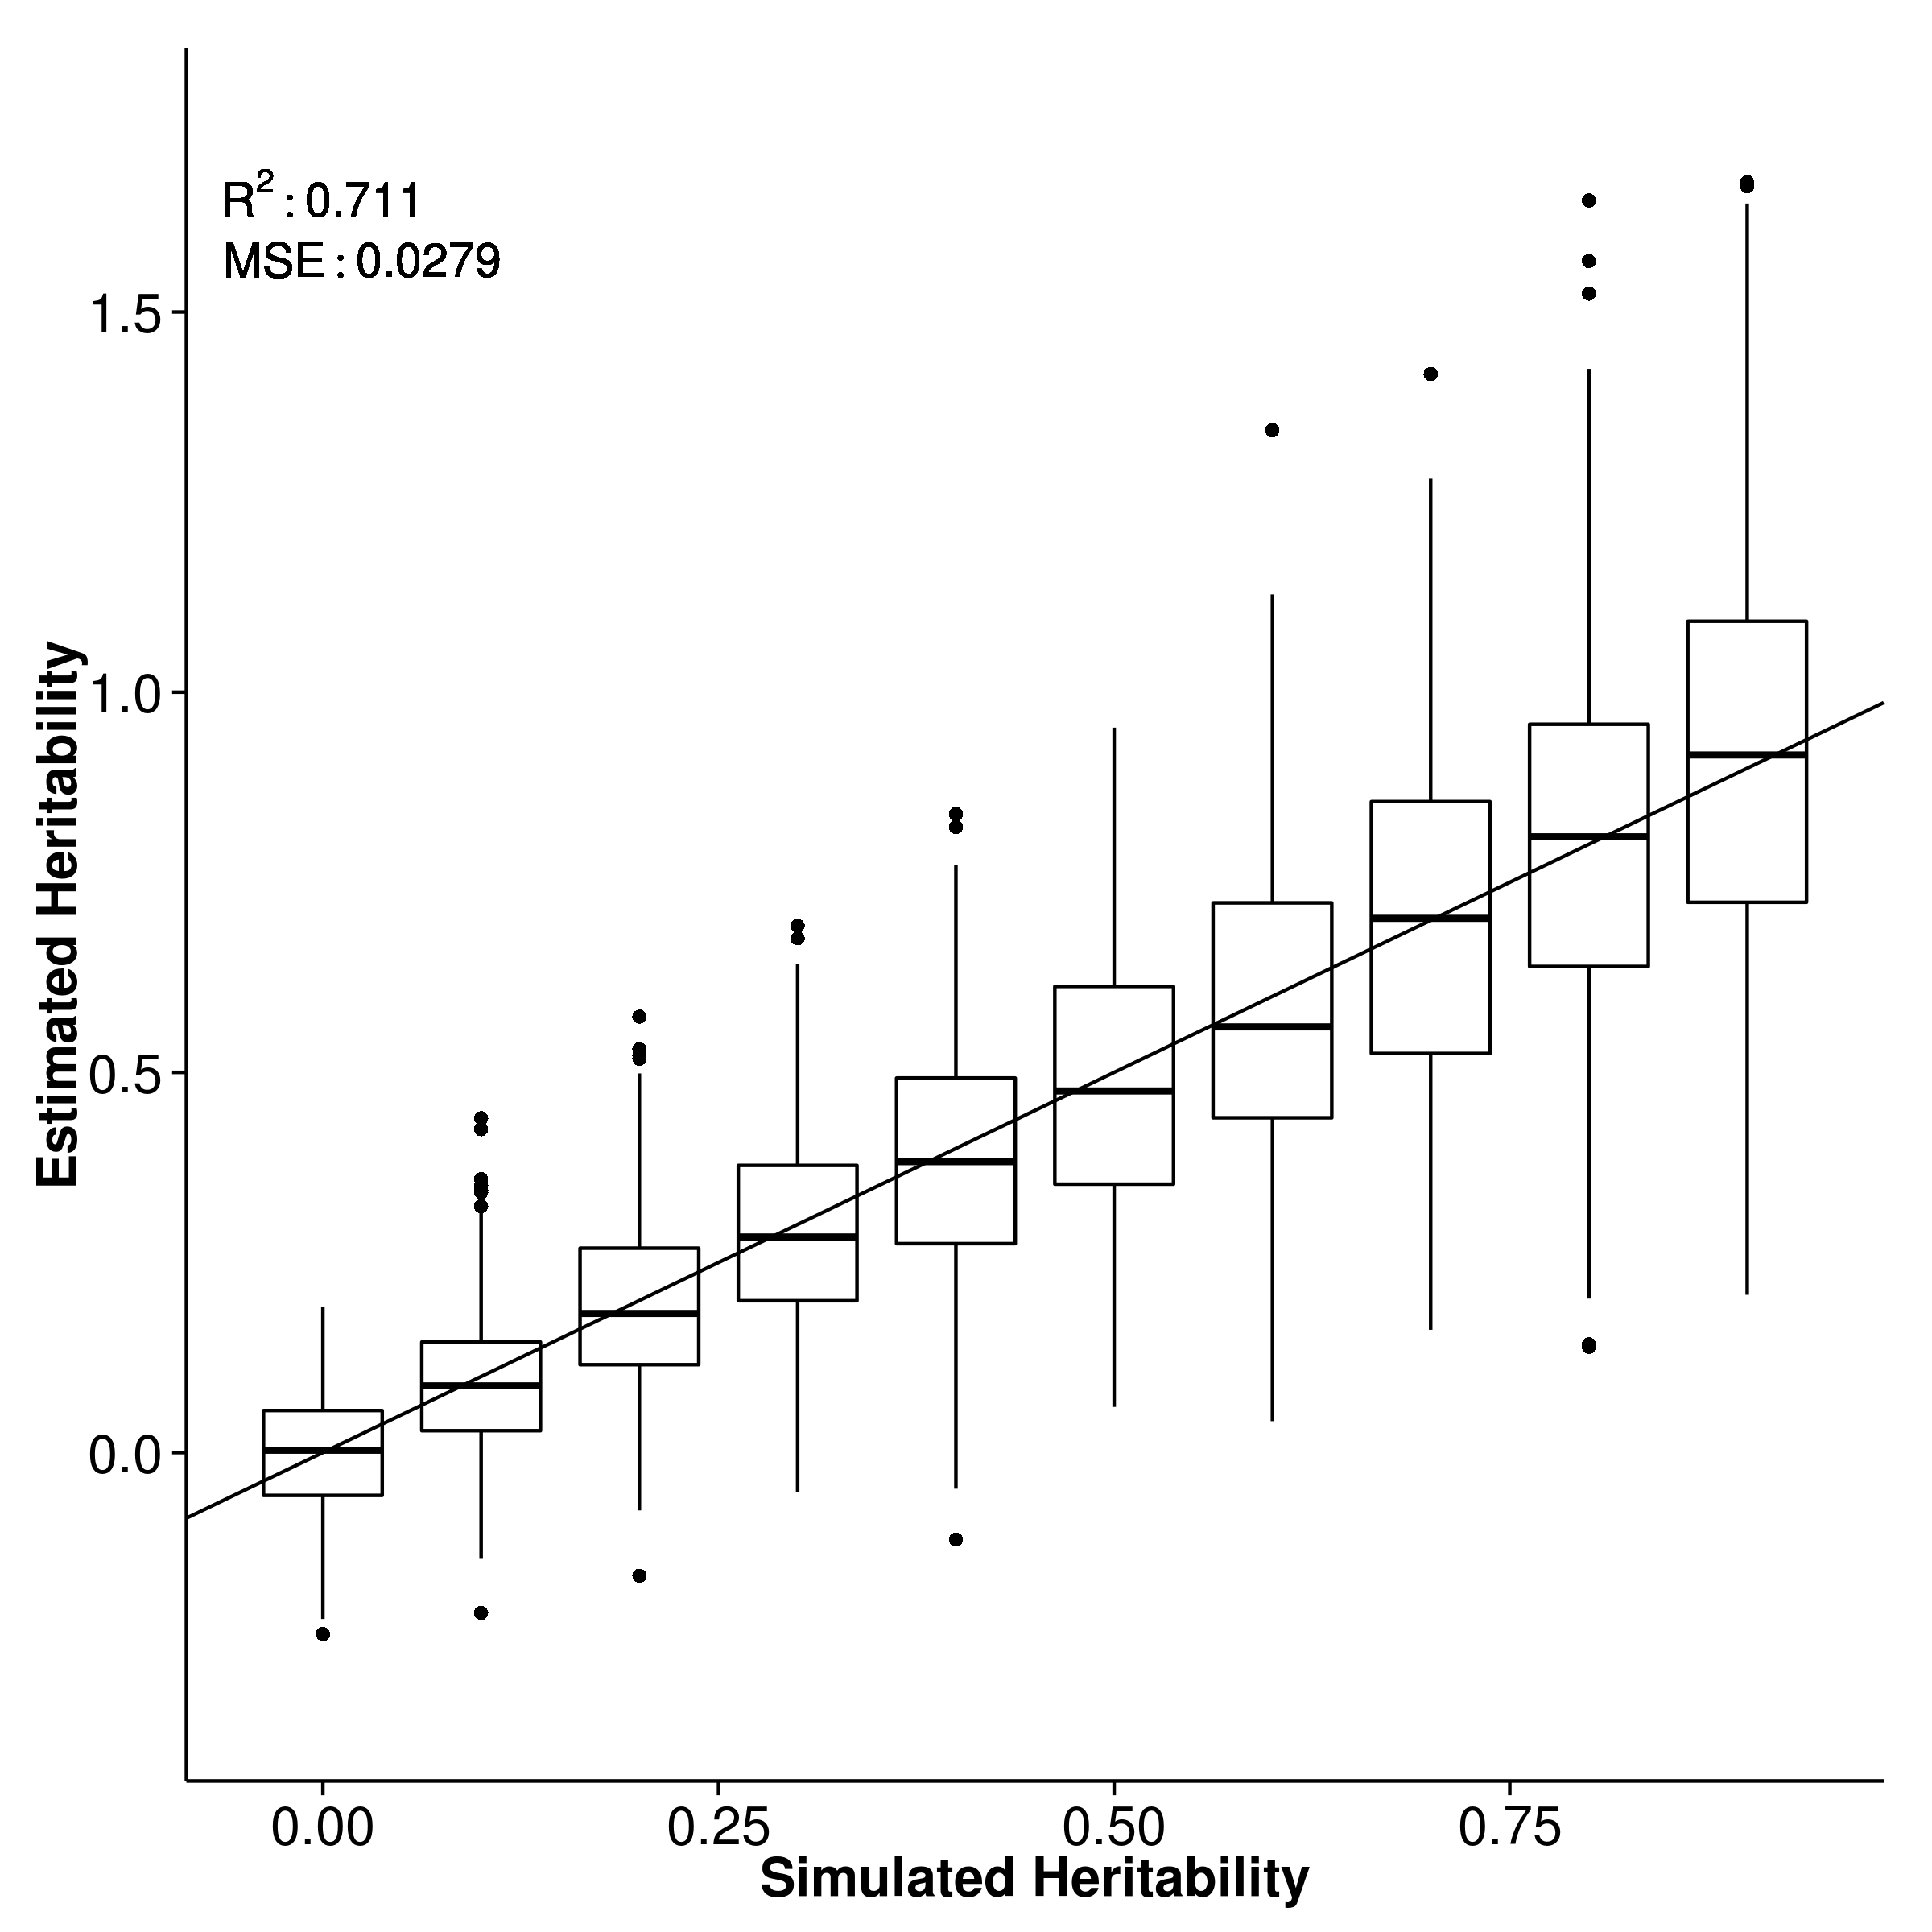 R²: 0.711
MSE: 0.0279
1.5
1.0
0.5
0.0
Estimated Heritability
0.00 0.25 0.50 0.75
Simulated Heritability